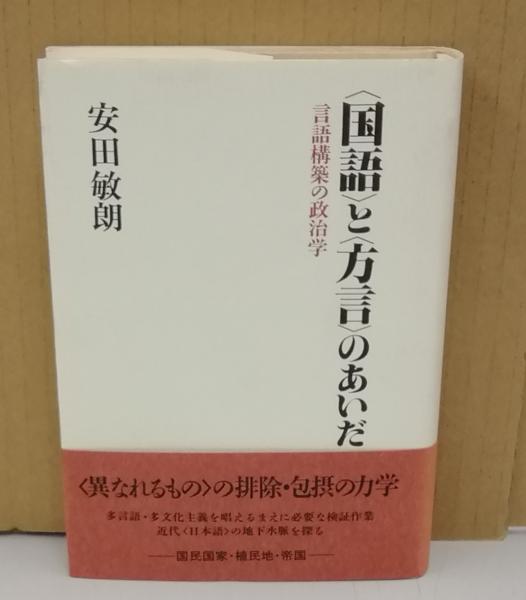 〈国語〉と〈方言〉のあいだ
言語構築の政治学
安田敏朗
〈異なれるもの〉の排除・包摂の力学
多言語・多文化主義を唱えるまえに必要な検証作業
近代〈日本語〉の地下水脈を探る
──国民国家・植民地・帝国──